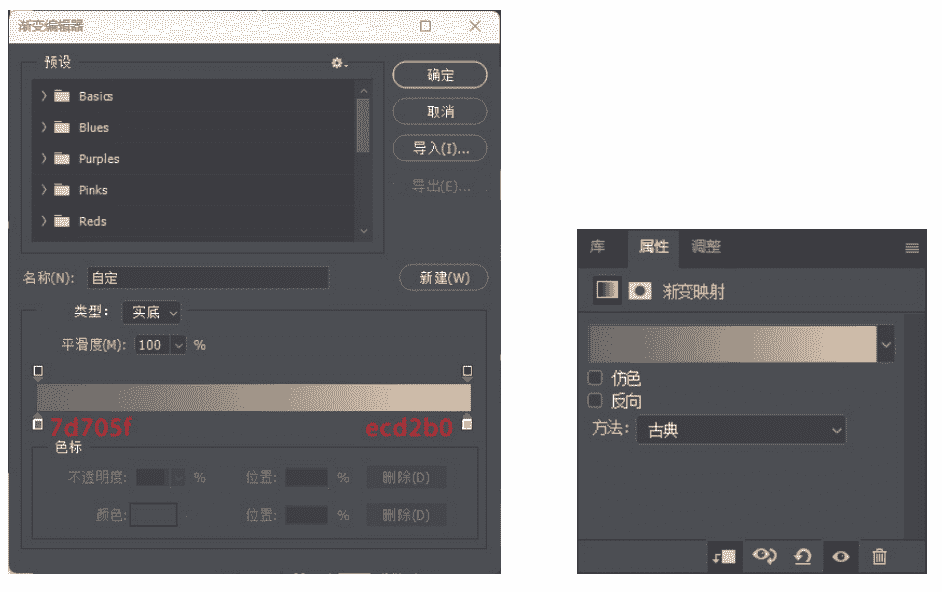 渐变编辑器
预设
Basics
Blues
Purples
Pinks
Reds
确定
取消
导入(I)...
导出(E)...
名称(N): 自定
新建(W)
类型: 实底
平滑度(M): 100 %
7d705f ecd2b0
色标
不透明度: % 位置: % 删除(D)
颜色: 位置: % 删除(D)
库 属性 调整
渐变映射
仿色
反向
方法: 古典